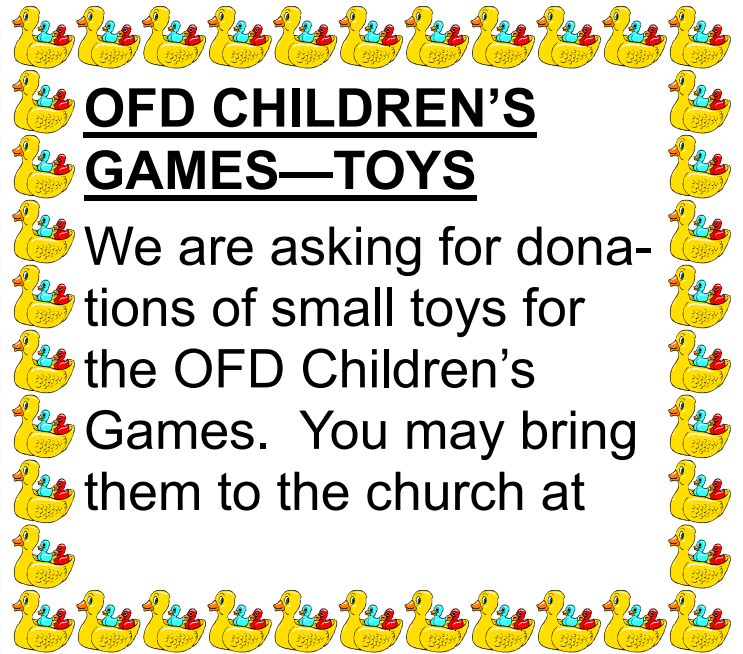 OFD CHILDREN’S
GAMES—TOYS
We are asking for dona-
tions of small toys for
the OFD Children’s
Games.  You may bring
them to the church at